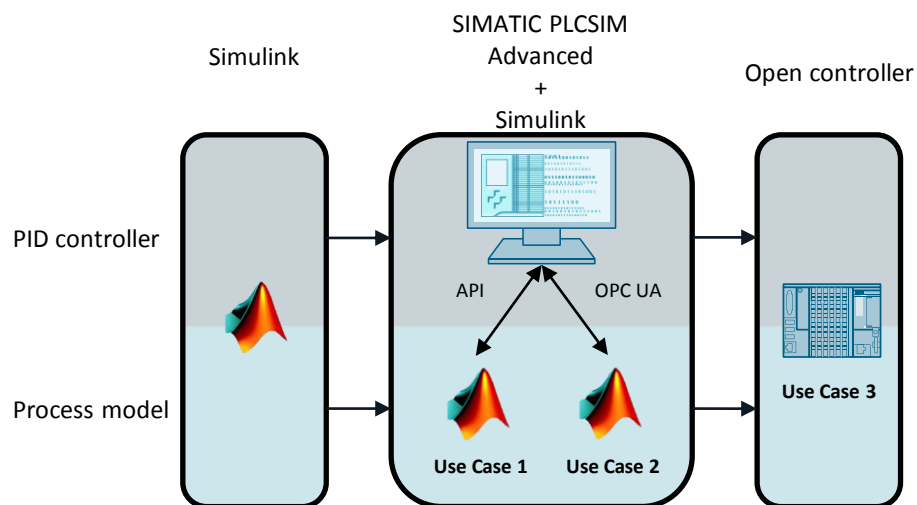 SIMATIC PLCSIM
Advanced
+
Simulink
Simulink
Open controller
PID controller
API
OPC UA
Process model
Use Case 1
Use Case 2
Use Case 3